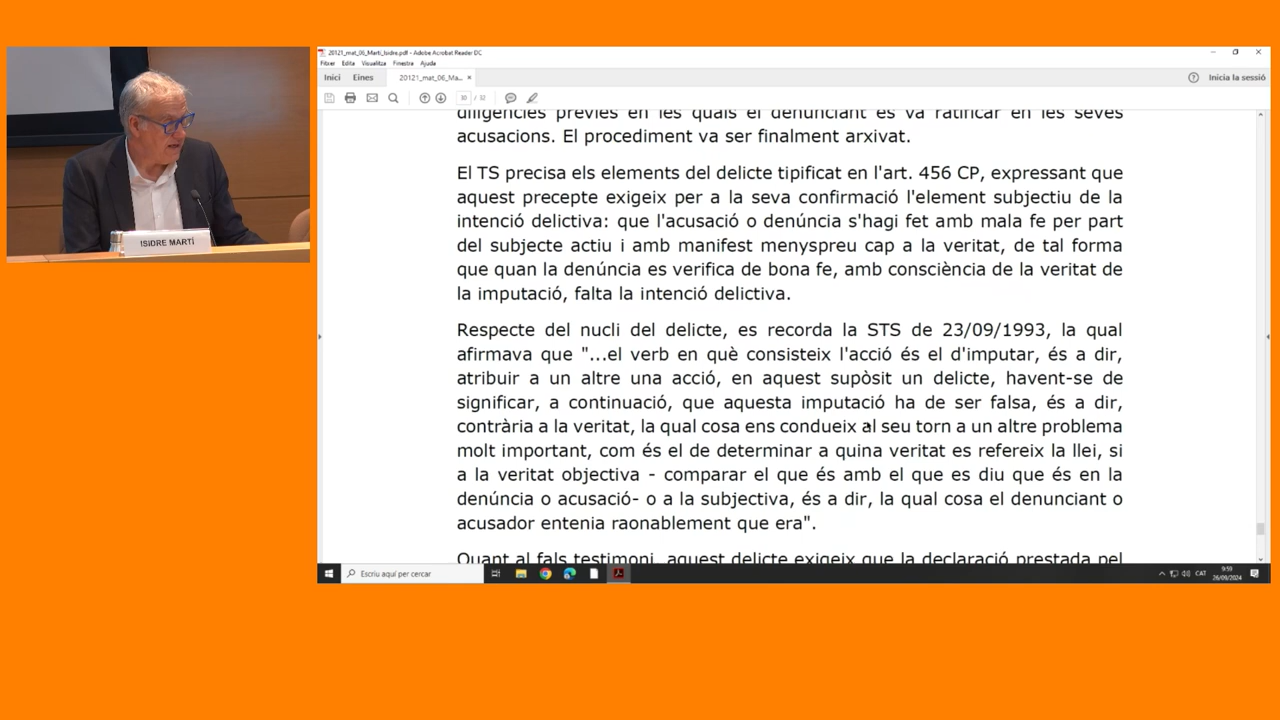 ISIDRE MARTÍ
20121_mat_06_Martí_Isidre.pdf - Adobe Acrobat Reader DC
Fitxer Edita Visualitza Finestra Ajuda
Inici Eines 20121_mat_06_Ma... × Inicia la sessió
30 / 32
diligències prèvies en les quals el denunciant es va ratificar en les seves
acusacions. El procediment va ser finalment arxivat.
El TS precisa els elements del delicte tipificat en l'art. 456 CP, expressant que
aquest precepte exigeix per a la seva confirmació l'element subjectiu de la
intenció delictiva: que l'acusació o denúncia s'hagi fet amb mala fe per part
del subjecte actiu i amb manifest menyspreu cap a la veritat, de tal forma
que quan la denúncia es verifica de bona fe, amb consciència de la veritat de
la imputació, falta la intenció delictiva.
Respecte del nucli del delicte, es recorda la STS de 23/09/1993, la qual
afirmava que "...el verb en què consisteix l'acció és el d'imputar, és a dir,
atribuir a un altre una acció, en aquest supòsit un delicte, havent-se de
significar, a continuació, que aquesta imputació ha de ser falsa, és a dir,
contrària a la veritat, la qual cosa ens condueix al seu torn a un altre problema
molt important, com és el de determinar a quina veritat es refereix la llei, si
a la veritat objectiva - comparar el que és amb el que es diu que és en la
denúncia o acusació- o a la subjectiva, és a dir, la qual cosa el denunciant o
acusador entenia raonablement que era".
Quant al fals testimoni, aquest delicte exigeix que la declaració prestada pel
Escriu aquí per cercar
CAT
9:59
26/09/2024